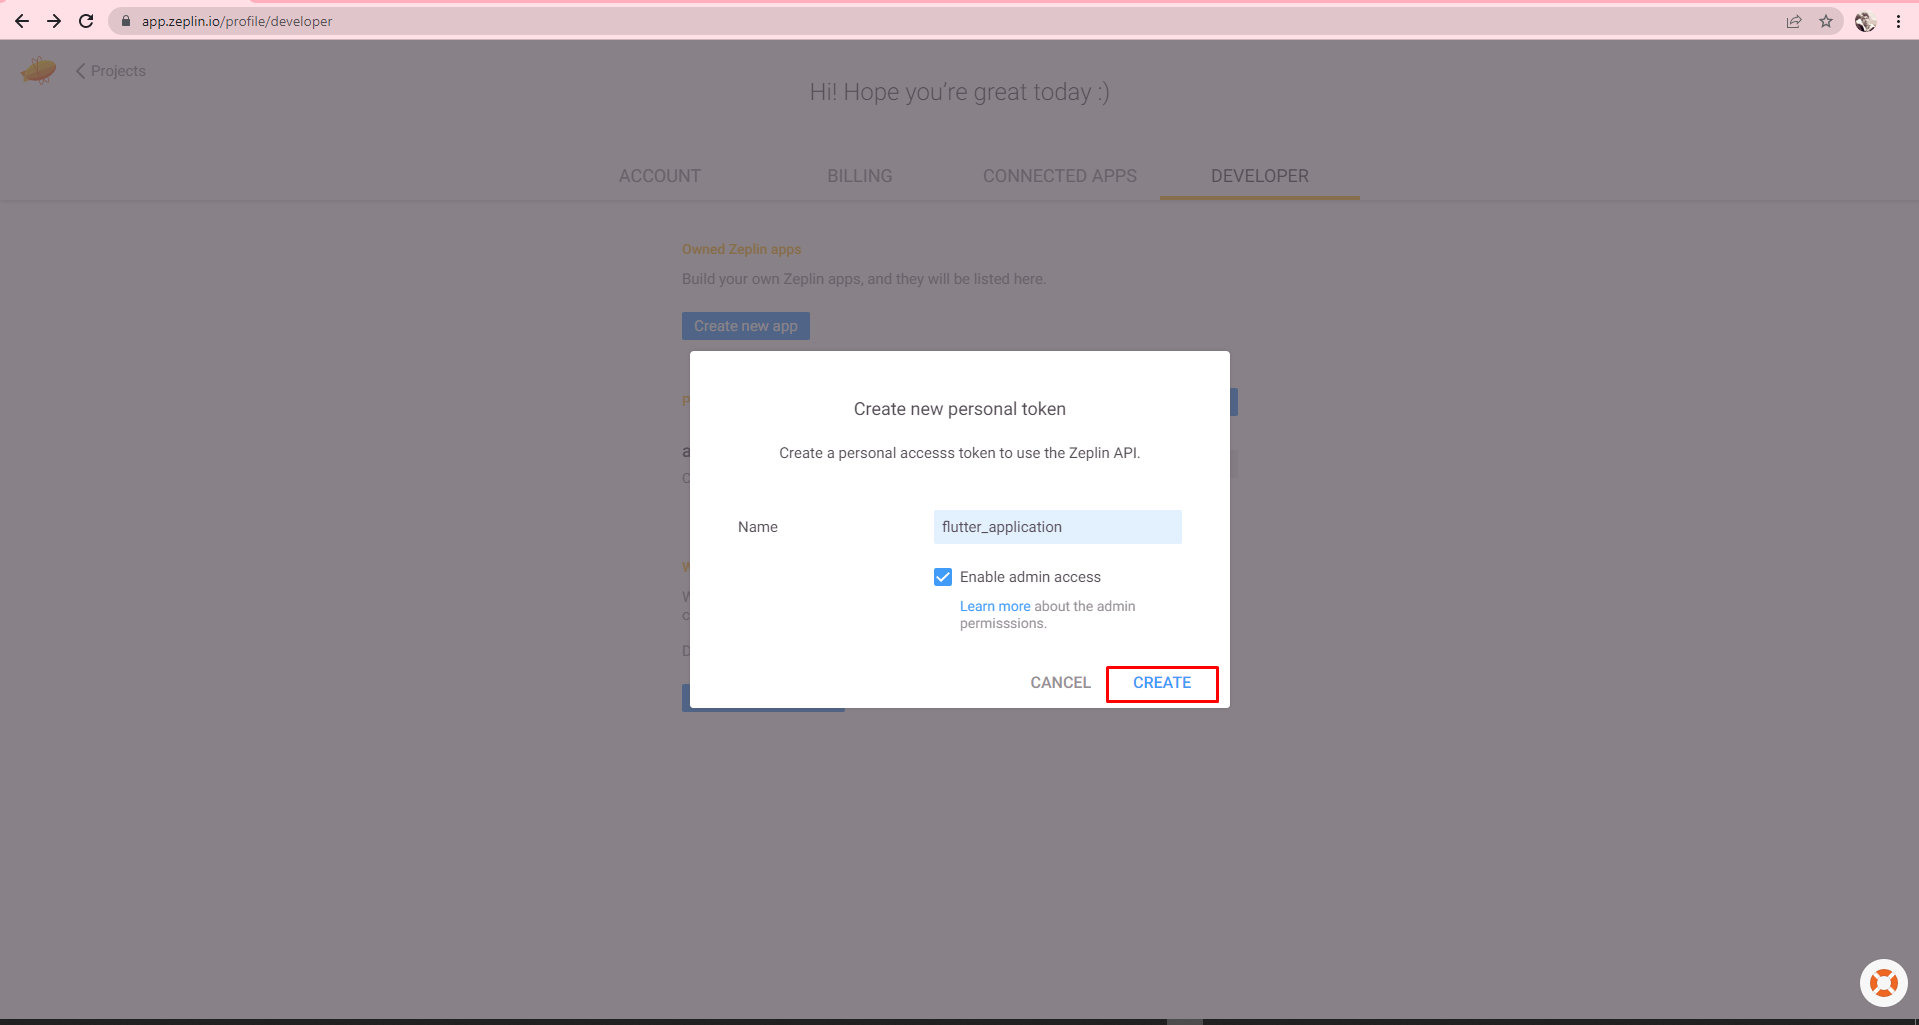 app.zeplin.io/profile/developer
Projects
Hi! Hope you’re great today :)
ACCOUNT
BILLING
CONNECTED APPS
DEVELOPER
Owned Zeplin apps
Build your own Zeplin apps, and they will be listed here.
Create new app
Create new personal token
Create a personal accesss token to use the Zeplin API.
Name
flutter_application
Enable admin access
Learn more about the admin
permisssions.
CANCEL
CREATE